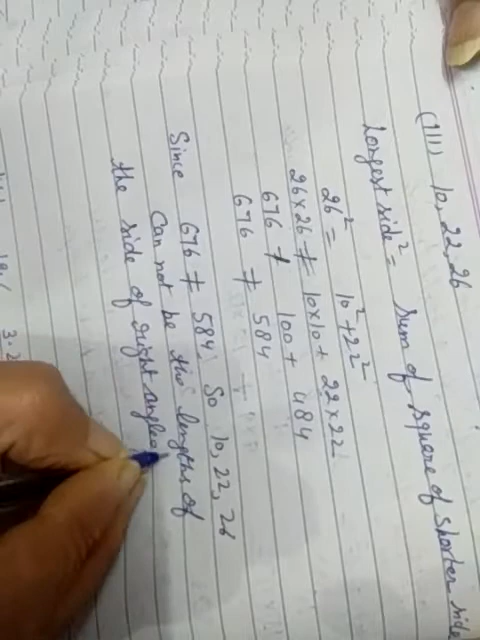 (III) 10, 22, 26
Longest side² = Sum of square of shorter side
26² = 10² + 22²
26×26 ≠ 10×10 + 22×22
676 ≠ 100 + 484
676 ≠ 584
Since 676 ≠ 584, So 10, 22, 26
Can not be the lengths of
the side of right angle